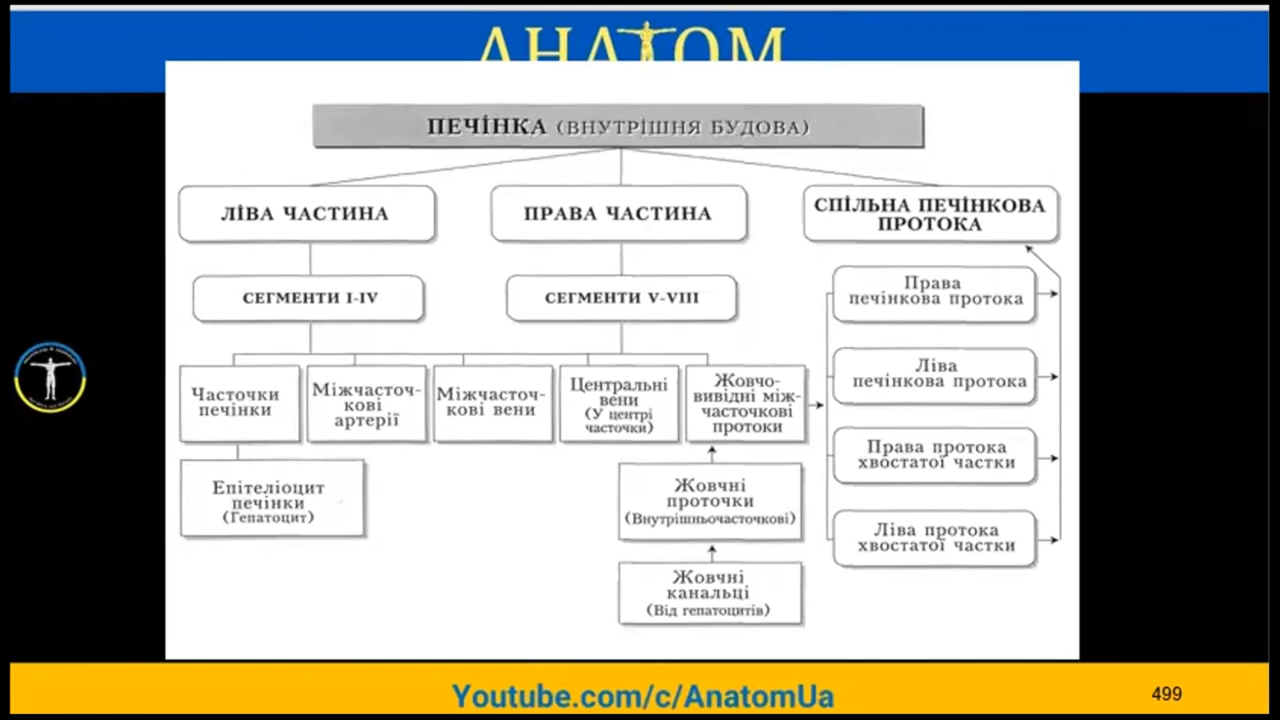 АНАТОМ
ПЕЧІНКА (ВНУТРІШНЯ БУДОВА)
ЛІВА ЧАСТИНА
ПРАВА ЧАСТИНА
СПІЛЬНА ПЕЧІНКОВА
ПРОТОКА
СЕГМЕНТИ I-IV
СЕГМЕНТИ V-VIII
Часточки
печінки
Міжчасточ-
кові
артерії
Міжчасточ-
кові вени
Центральні
вени
(У центрі
часточки)
Жовчо-
вивідні між-
часточкові
протоки
Епітеліоцит
печінки
(Гепатоцит)
Жовчні
проточки
(Внутрішньочасточкові)
Жовчні
канальці
(Від гепатоцитів)
Права
печінкова протока
Ліва
печінкова протока
Права протока
хвостатої частки
Ліва протока
хвостатої частки
Youtube.com/c/AnatomUa
499